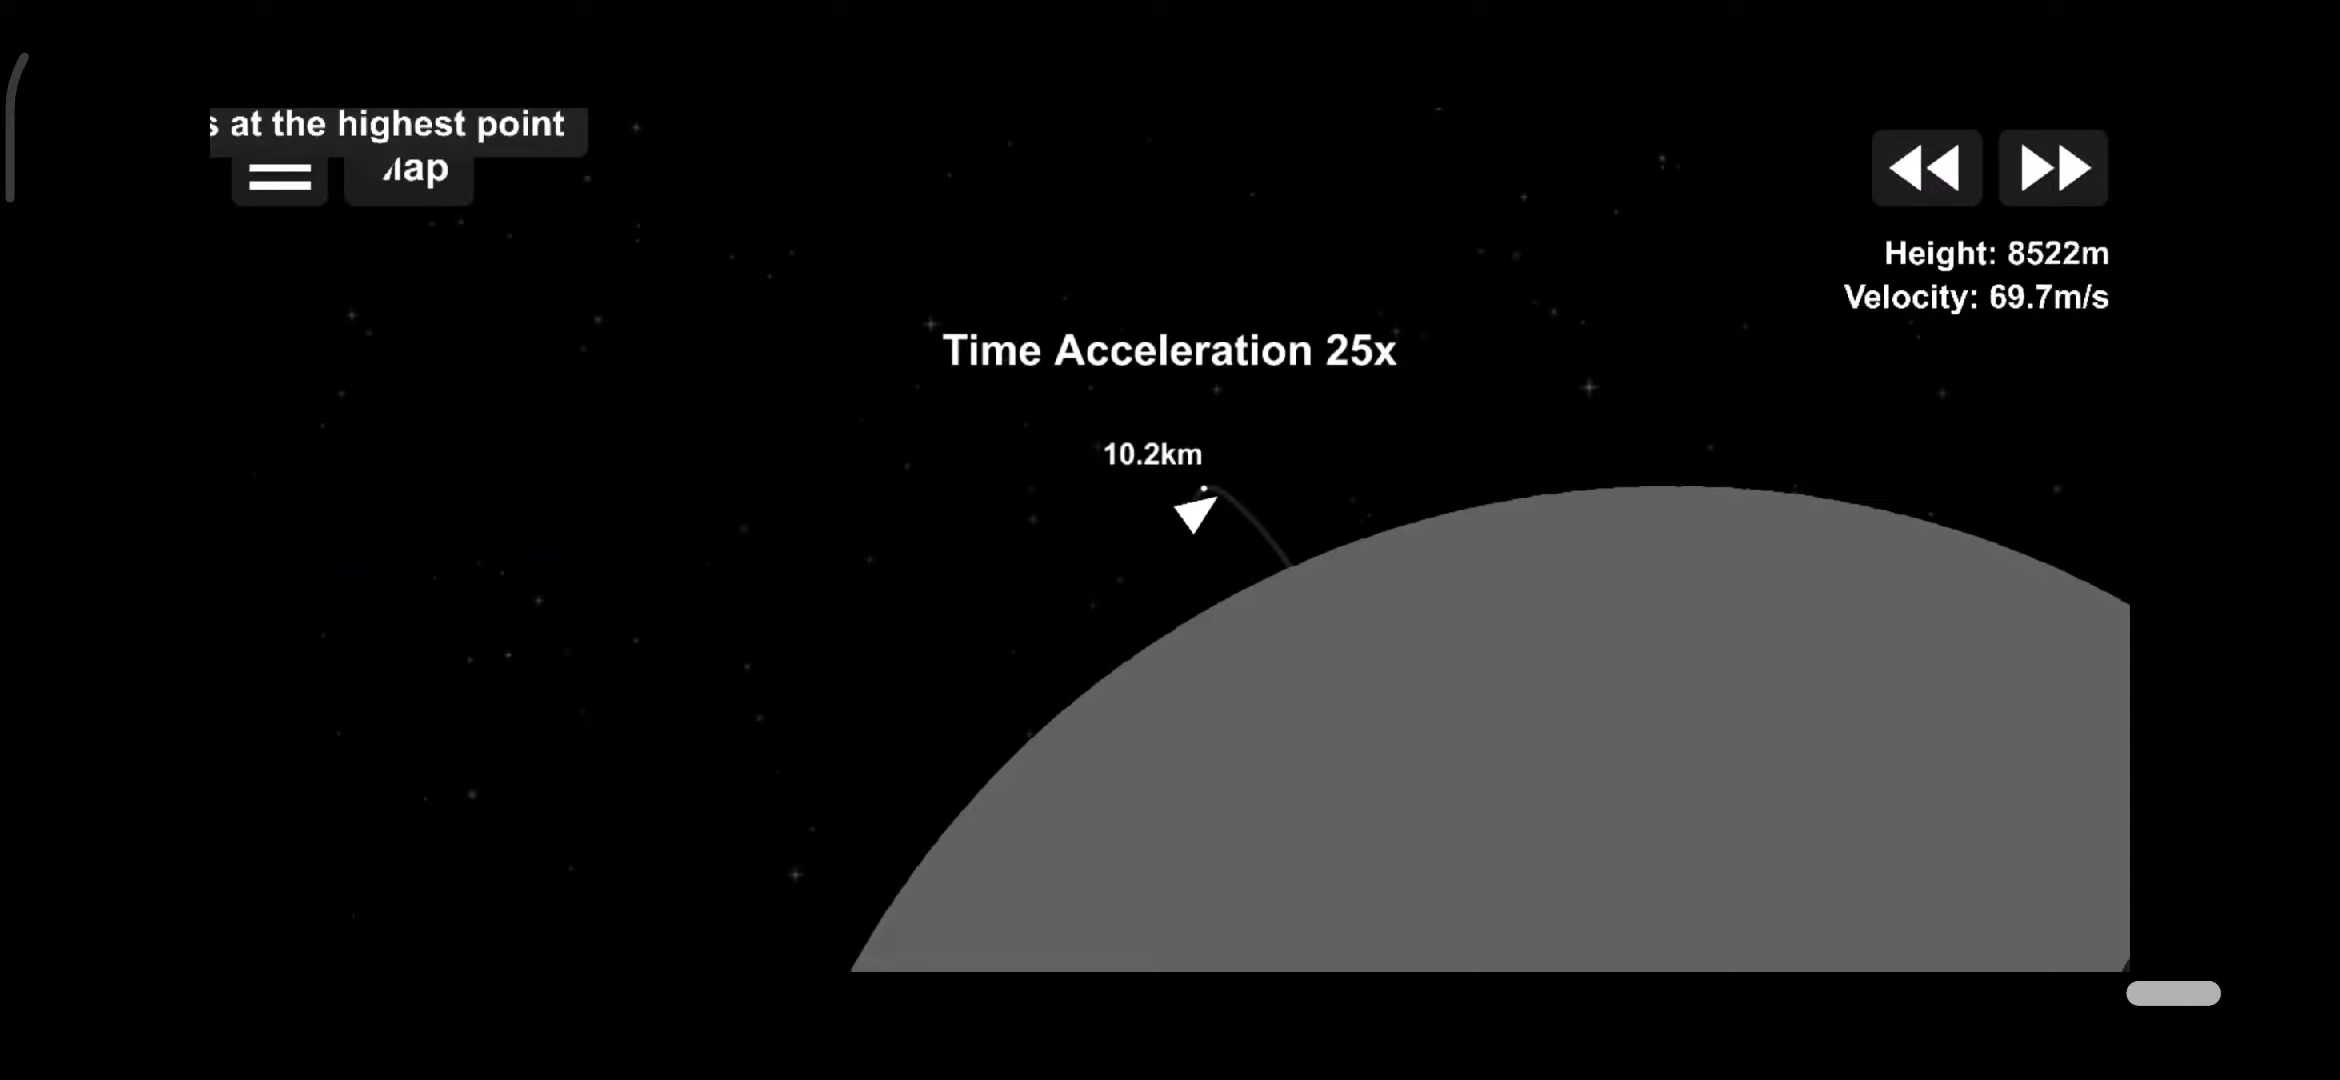 at the highest point
Height: 8522m
Velocity: 69.7m/s
Time Acceleration 25x
10.2km